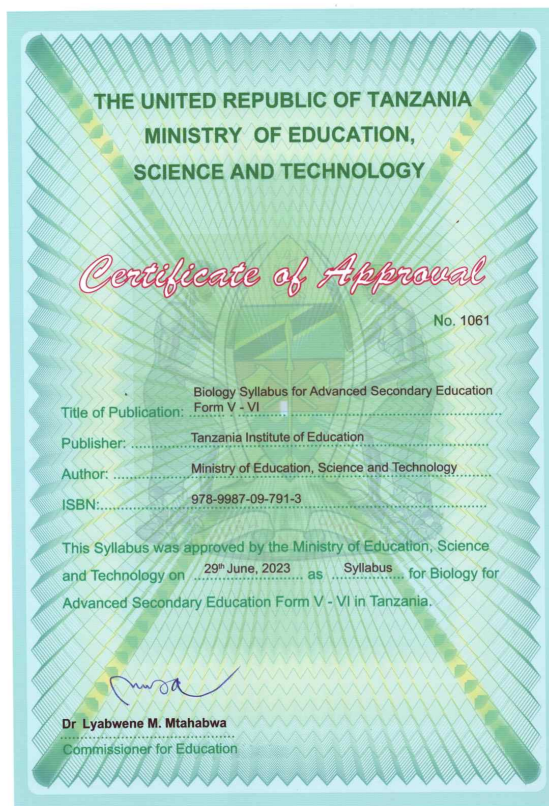 THE UNITED REPUBLIC OF TANZANIA
MINISTRY OF EDUCATION,
SCIENCE AND TECHNOLOGY
Certificate of Approval
No. 1061
Title of Publication: Biology Syllabus for Advanced Secondary Education
Form V - VI
Publisher: Tanzania Institute of Education
Author: Ministry of Education, Science and Technology
ISBN: 978-9987-09-791-3
This Syllabus was approved by the Ministry of Education, Science
and Technology on 29th June, 2023 as Syllabus for Biology for
Advanced Secondary Education Form V - VI in Tanzania.
Dr Lyabwene M. Mtahabwa
Commissioner for Education